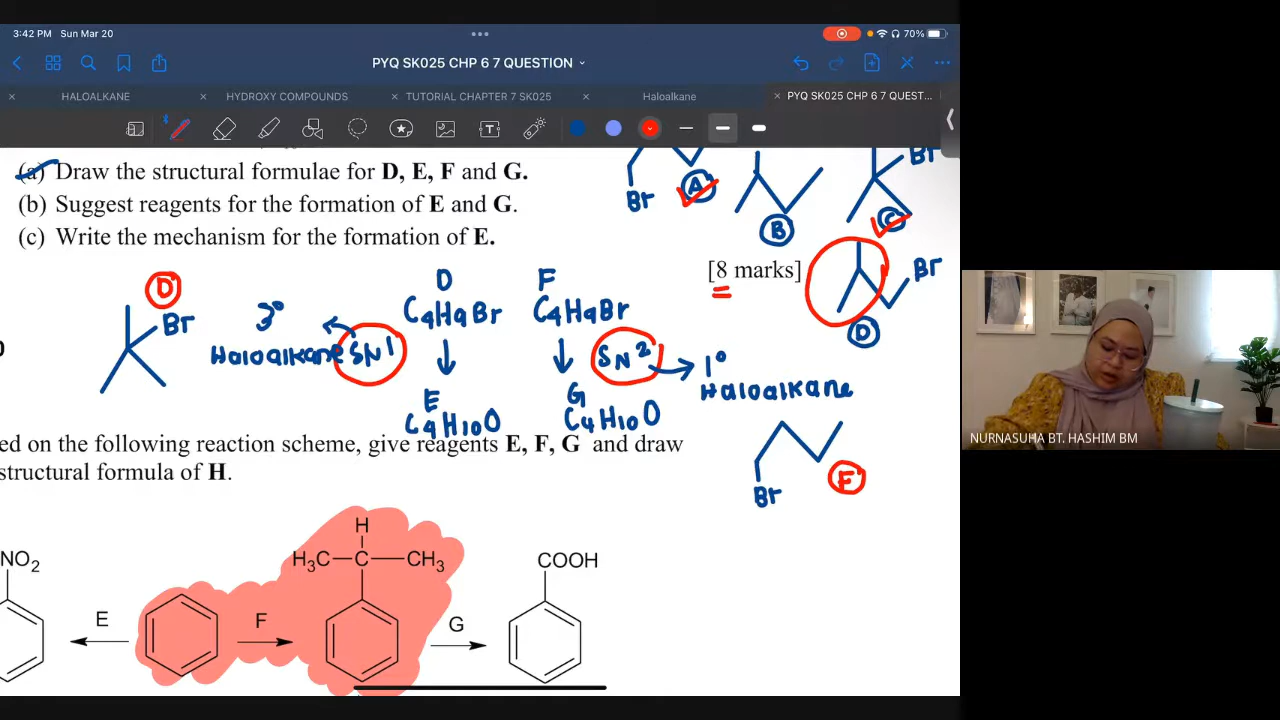 3:42 PM Sun Mar 20
70%
PYQ SK025 CHP 6 7 QUESTION
HALOALKANE
HYDROXY COMPOUNDS
TUTORIAL CHAPTER 7 SK025
Haloalkane
PYQ SK025 CHP 6 7 QUEST...
(a) Draw the structural formulae for D, E, F and G.
(b) Suggest reagents for the formation of E and G.
(c) Write the mechanism for the formation of E.
Br
A
B
Br
C
[8 marks]
Br
D
D
Br
3°
Haloalkane
SN1
D
C4H9Br
E
C4H10O
F
C4H9Br
SN2
G
C4H10O
1°
Haloalkane
Br
F
ed on the following reaction scheme, give reagents E, F, G and draw
structural formula of H.
NO2
E
F
H
H3C—C—CH3
G
COOH
NURNASUHA BT. HASHIM BM